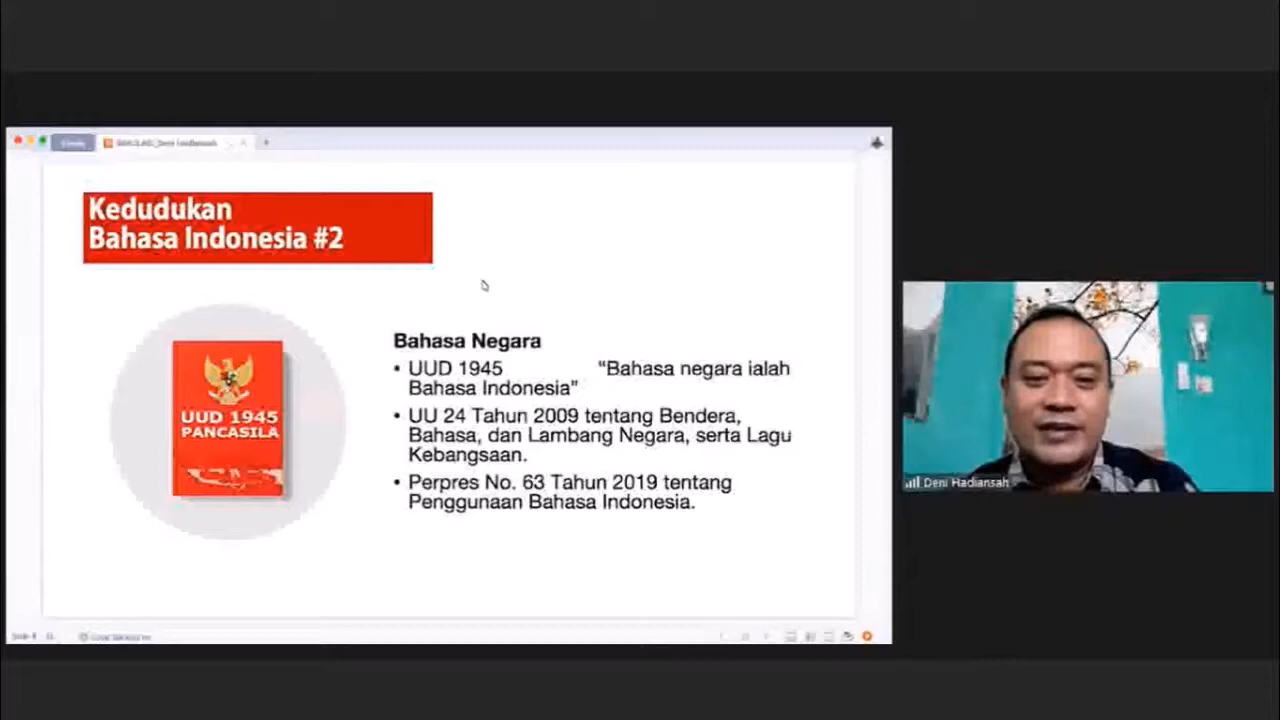 Kedudukan
Bahasa Indonesia #2
UUD 1945
PANCASILA
Bahasa Negara
• UUD 1945 “Bahasa negara ialah
Bahasa Indonesia”
• UU 24 Tahun 2009 tentang Bendera,
Bahasa, dan Lambang Negara, serta Lagu
Kebangsaan.
• Perpres No. 63 Tahun 2019 tentang
Penggunaan Bahasa Indonesia.
Deni Hadiansah